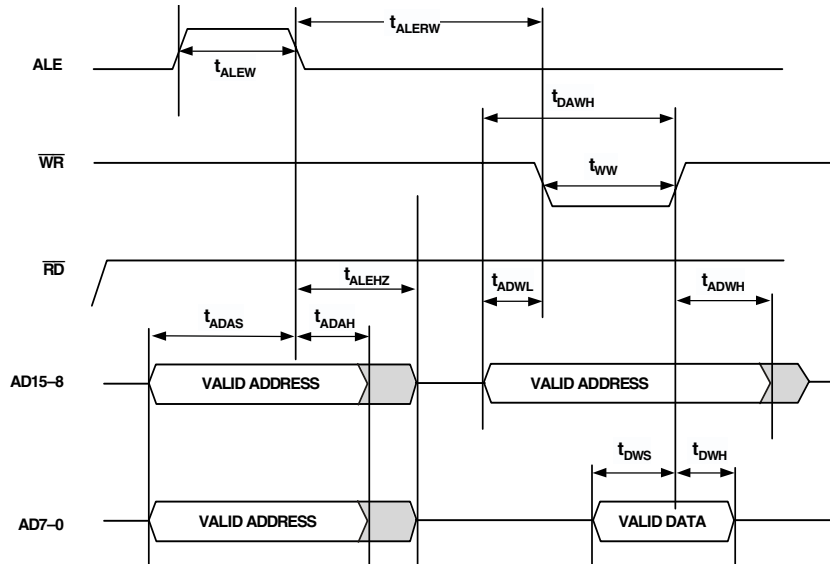 tALERW
ALE
tALEW
tDAWH
WR
tWW
RD
tALEHZ
tADWL
tADWH
tADAS
tADAH
AD15–8
VALID ADDRESS
VALID ADDRESS
tDWS
tDWH
AD7–0
VALID ADDRESS
VALID DATA